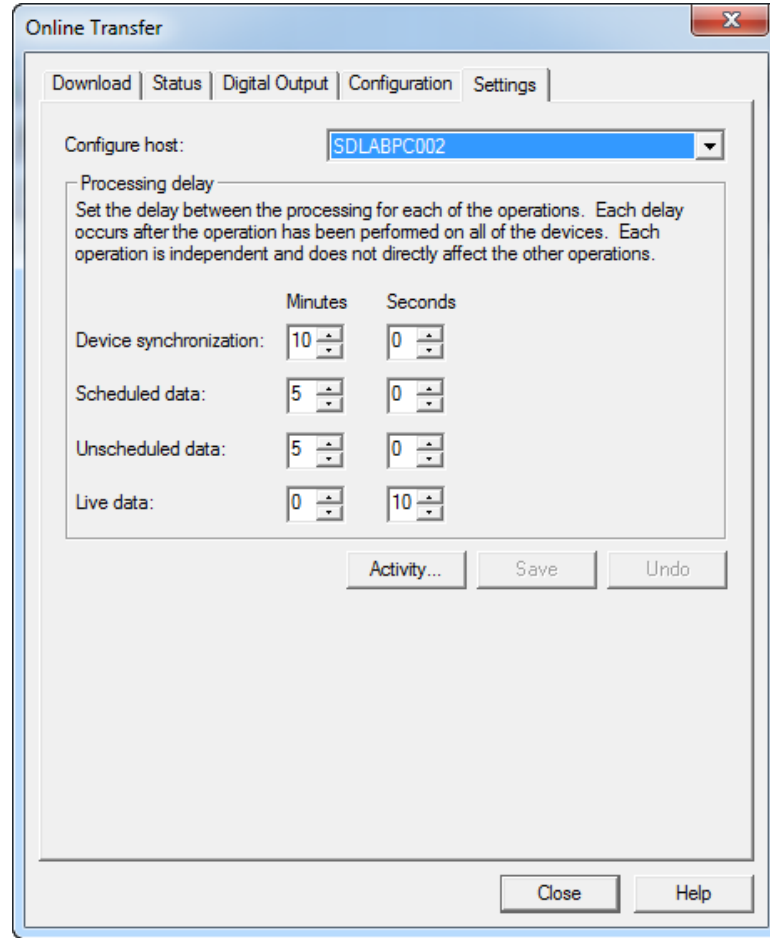 Online Transfer
Download Status Digital Output Configuration Settings
Configure host: SDLABPC002
Processing delay
Set the delay between the processing for each of the operations. Each delay
occurs after the operation has been performed on all of the devices. Each
operation is independent and does not directly affect the other operations.
Minutes Seconds
Device synchronization: 10 0
Scheduled data: 5 0
Unscheduled data: 5 0
Live data: 0 10
Activity... Save Undo
Close Help